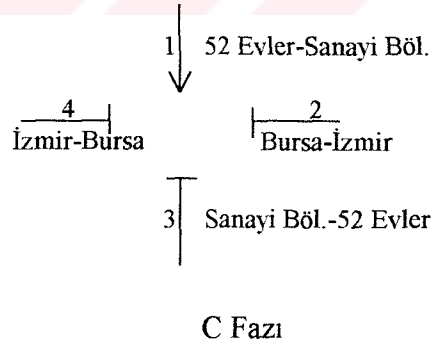 1 52 Evler-Sanayi Böl.
4 2
İzmir-Bursa Bursa-İzmir
3 Sanayi Böl.-52 Evler
C Fazı